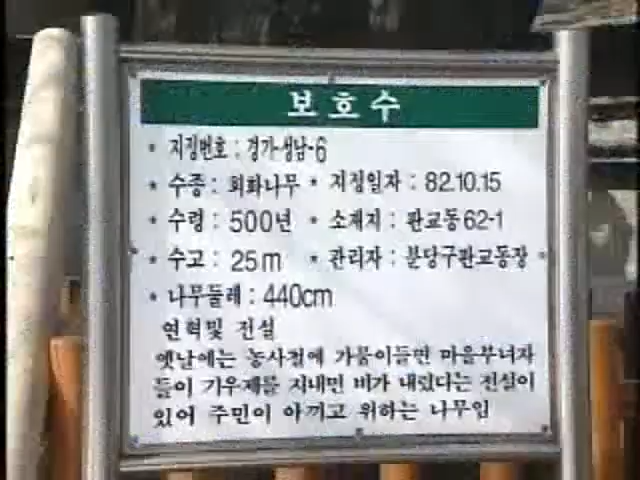 보호수
* 지정번호 : 경가-성남-6
* 수종 : 회화나무 * 지정일자 : 82.10.15
* 수령 : 500년 * 소재지 : 판교동 62-1
* 수고 : 25m * 관리자 : 분당구판교동장
* 나무둘레 : 440cm
연혁및 전설
옛날에는 농사철에 가뭄이들면 마을부녀자
들이 기우제를 지내면 비가 내렸다는 전설이
있어 주민이 아끼고 위하는 나무임